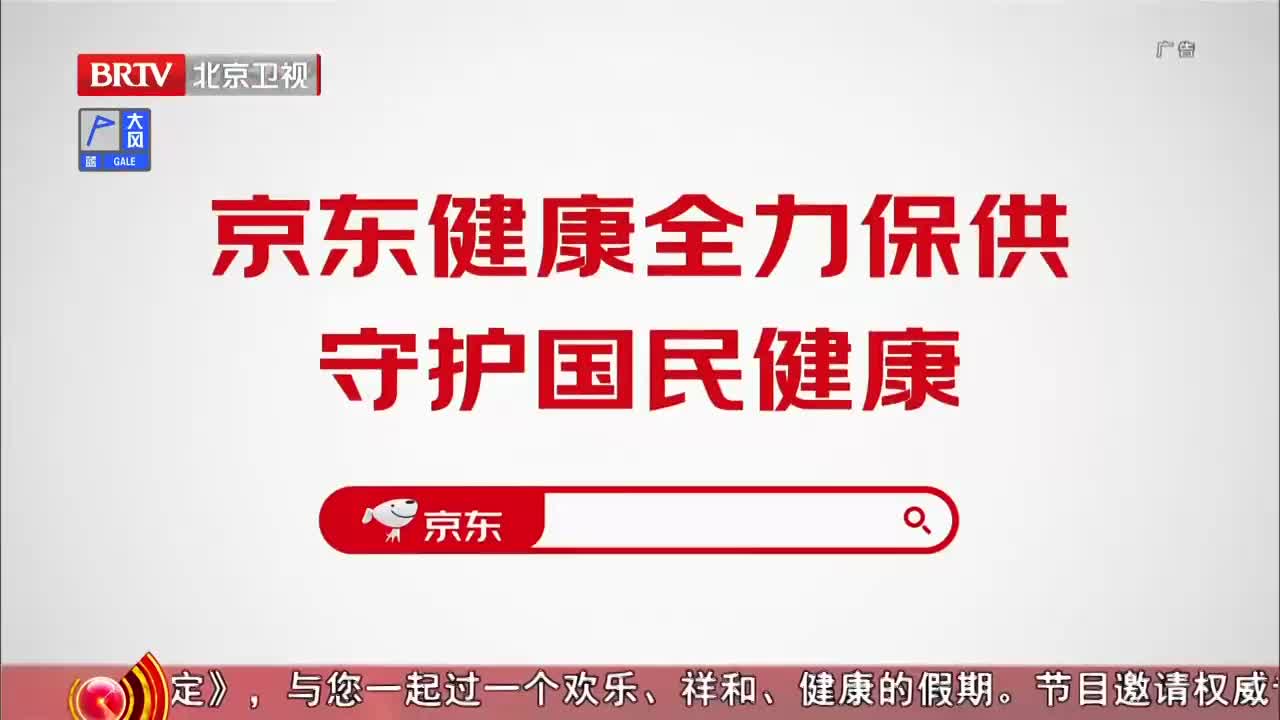 BRTV 北京卫视
广告
大风
蓝 GALE
京东健康全力保供
守护国民健康
京东
定》，与您一起过一个欢乐、祥和、健康的假期。节目邀请权威